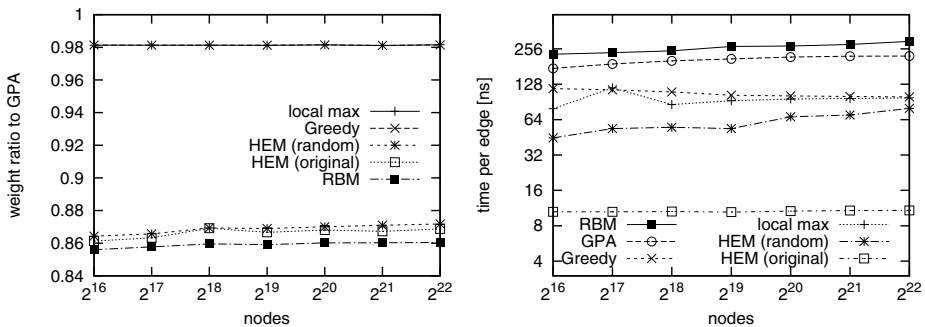 weight ratio to GPA
1
0.98
0.96
0.94
0.92
0.9
0.88
0.86
0.84
local max
Greedy
HEM (random)
HEM (original)
RBM
2^16 2^17 2^18 2^19 2^20 2^21 2^22
nodes
time per edge [ns]
256
128
64
32
16
8
4
RBM
GPA
Greedy
local max
HEM (random)
HEM (original)
2^16 2^17 2^18 2^19 2^20 2^21 2^22
nodes